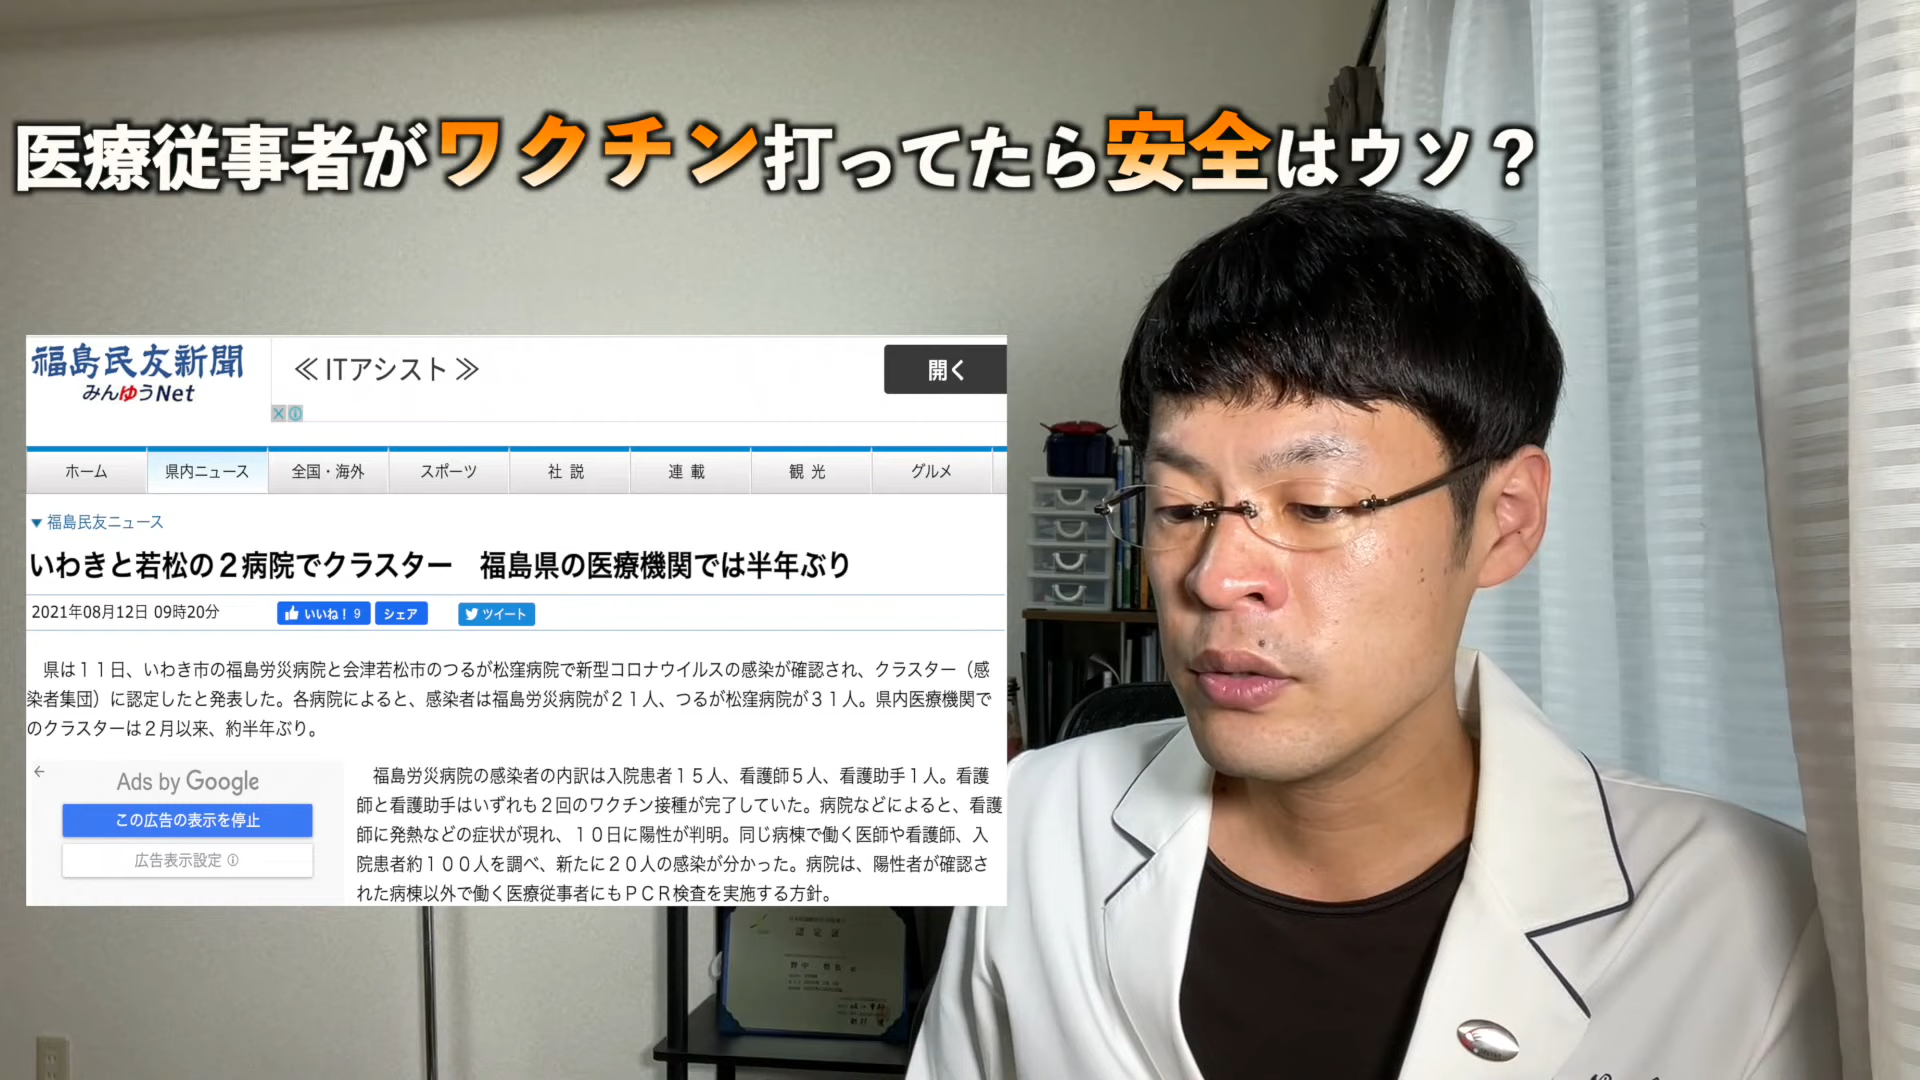 医療従事者がワクチン打ってたら安全はウソ？
福島民友新聞
みんゆうNet
≪ ITアシスト ≫
開く
ホーム
県内ニュース
全国・海外
スポーツ
社 説
連 載
観 光
グルメ
▼ 福島民友ニュース
いわきと若松の２病院でクラスター　福島県の医療機関では半年ぶり
2021年08月12日 09時20分
いいね！ 9
シェア
ツイート
県は１１日、いわき市の福島労災病院と会津若松市のつるが松窪病院で新型コロナウイルスの感染が確認され、クラスター（感
染者集団）に認定したと発表した。各病院によると、感染者は福島労災病院が２１人、つるが松窪病院が３１人。県内医療機関で
のクラスターは２月以来、約半年ぶり。
Ads by Google
この広告の表示を停止
広告表示設定
福島労災病院の感染者の内訳は入院患者１５人、看護師５人、看護助手１人。看護
師と看護助手はいずれも２回のワクチン接種が完了していた。病院などによると、看護
師に発熱などの症状が現れ、１０日に陽性が判明。同じ病棟で働く医師や看護師、入
院患者約１００人を調べ、新たに２０人の感染が分かった。病院は、陽性者が確認さ
れた病棟以外で働く医療従事者にもＰＣＲ検査を実施する方針。
認定証